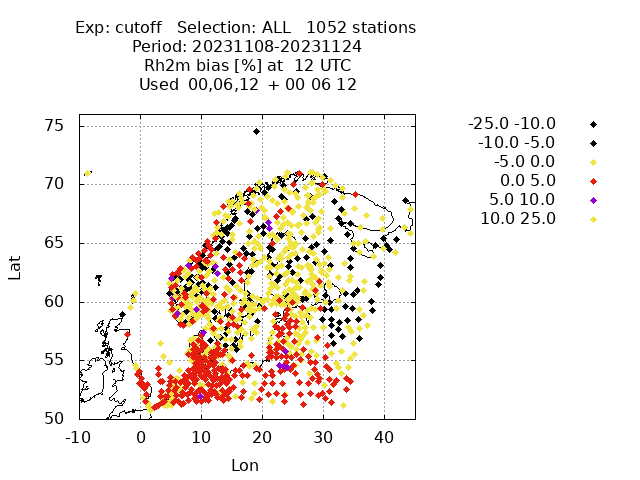 Exp: cutoff   Selection: ALL   1052 stations
Period: 20231108-20231124
Rh2m bias [%] at  12 UTC
Used  00,06,12  + 00 06 12
-25.0 -10.0
-10.0 -5.0
-5.0 0.0
0.0 5.0
5.0 10.0
10.0 25.0
75
70
65
60
55
50
Lat
-10 0 10 20 30 40
Lon